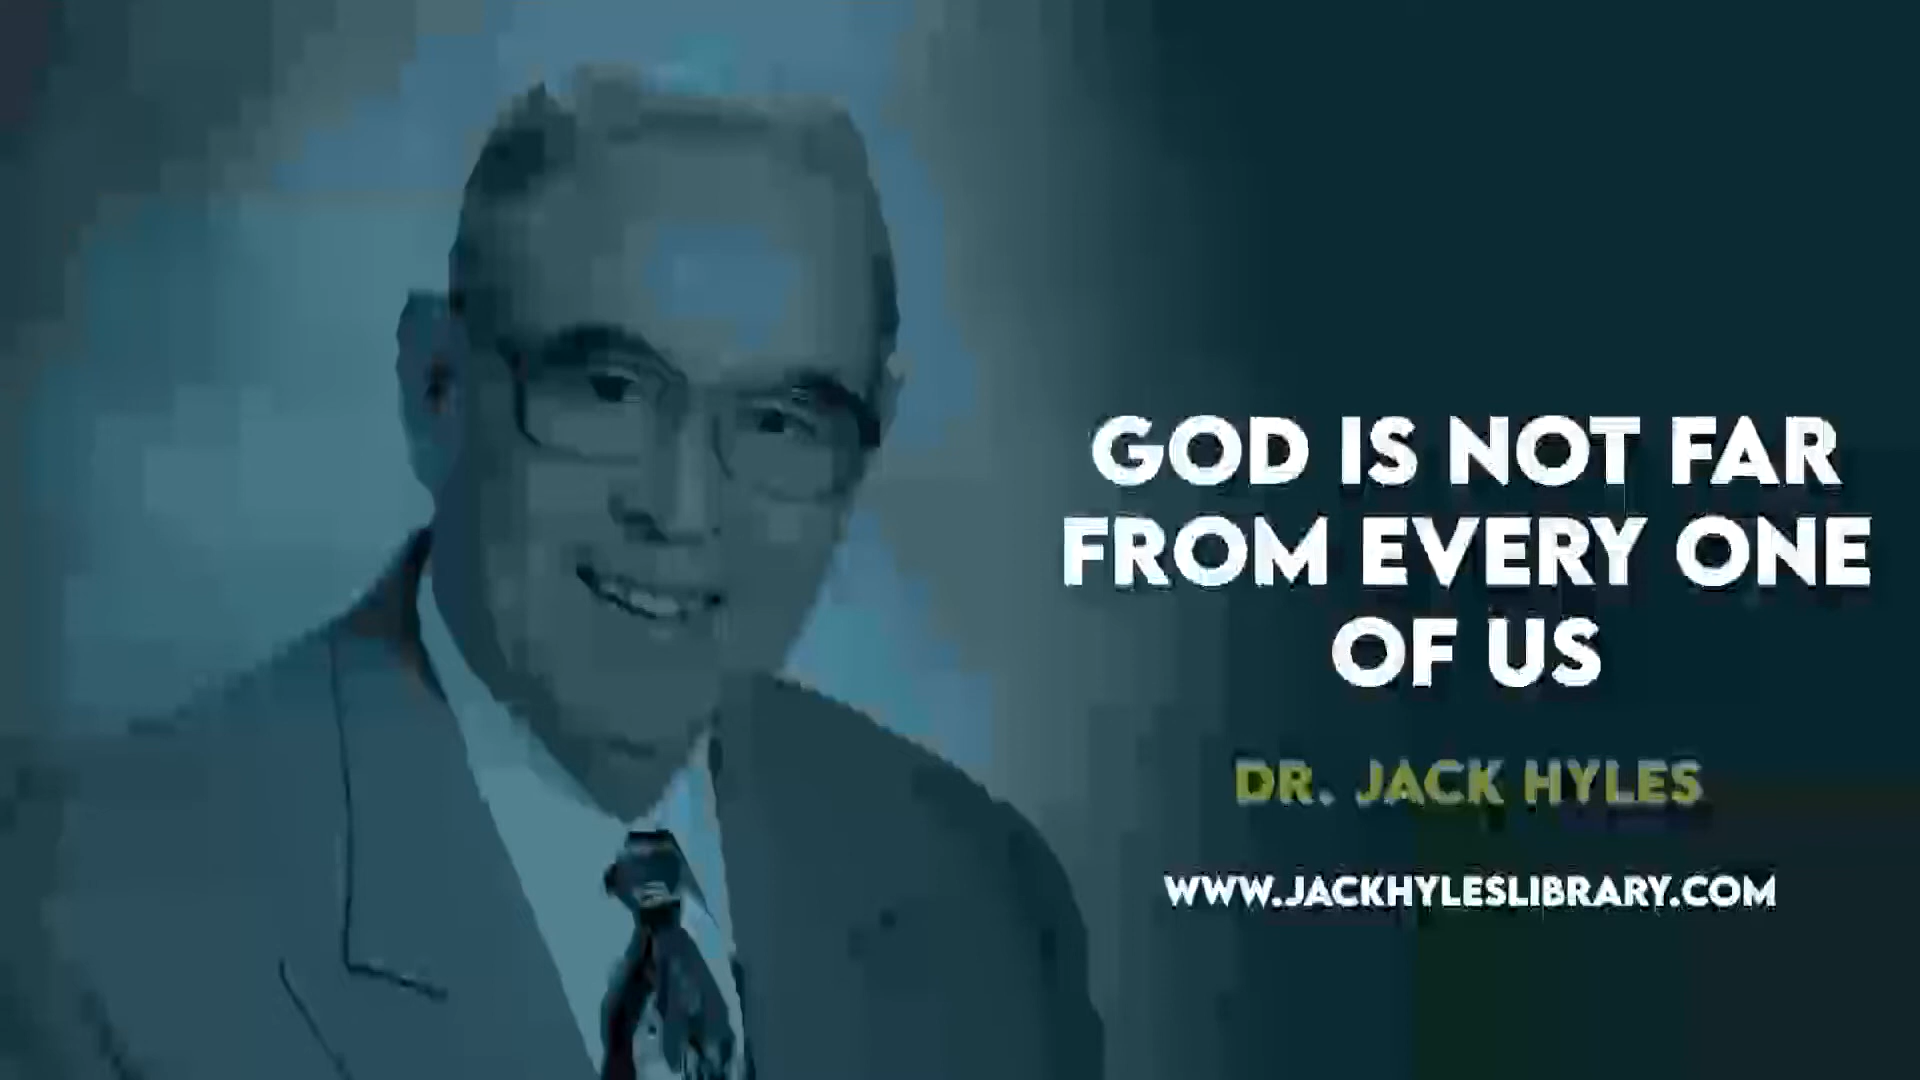 GOD IS NOT FAR
FROM EVERY ONE
OF US
DR. JACK HYLES
WWW.JACKHYLESLIBRARY.COM